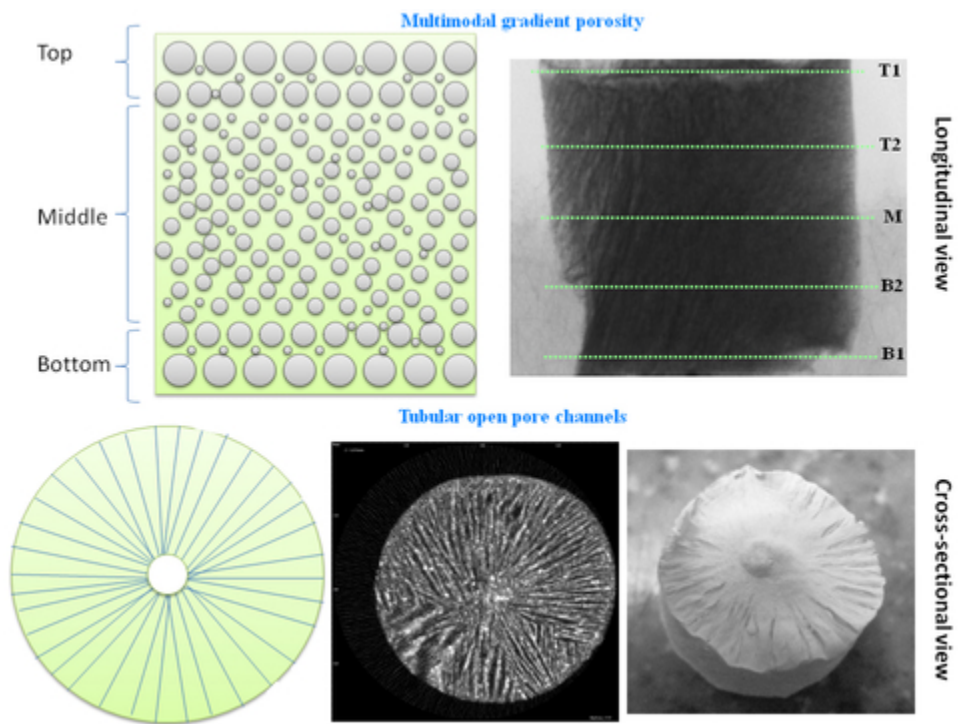 Multimodal gradient porosity
Top
Middle
Bottom
T1
T2
M
B2
B1
Longitudinal view
Tubular open pore channels
Cross-sectional view